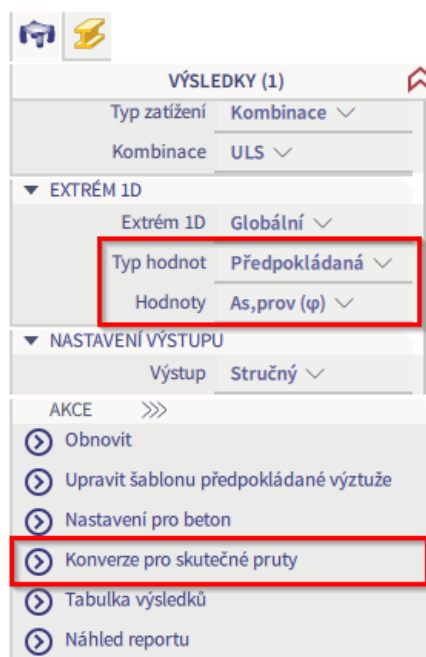 VÝSLEDKY (1)
Typ zatížení Kombinace
Kombinace ULS
EXTRÉM 1D
Extrém 1D Globální
Typ hodnot Předpokládaná
Hodnoty As,prov (φ)
NASTAVENÍ VÝSTUPU
Výstup Stručný
AKCE >>>
Obnovit
Upravit šablonu předpokládané výztuže
Nastavení pro beton
Konverze pro skutečné pruty
Tabulka výsledků
Náhled reportu